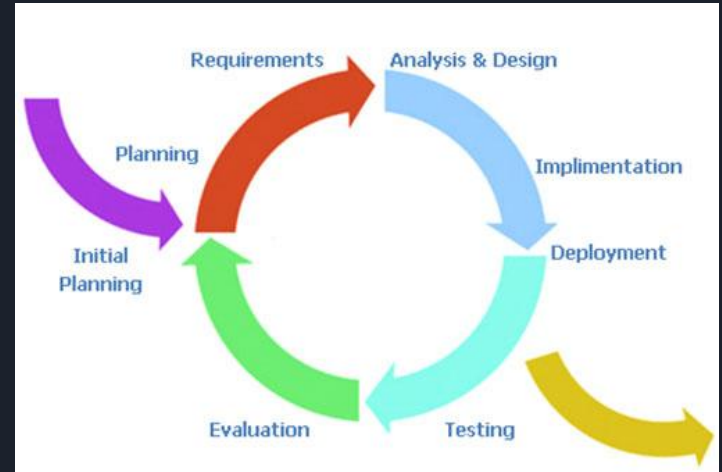 Requirements
Analysis & Design
Planning
Implimentation
Initial
Planning
Deployment
Evaluation
Testing